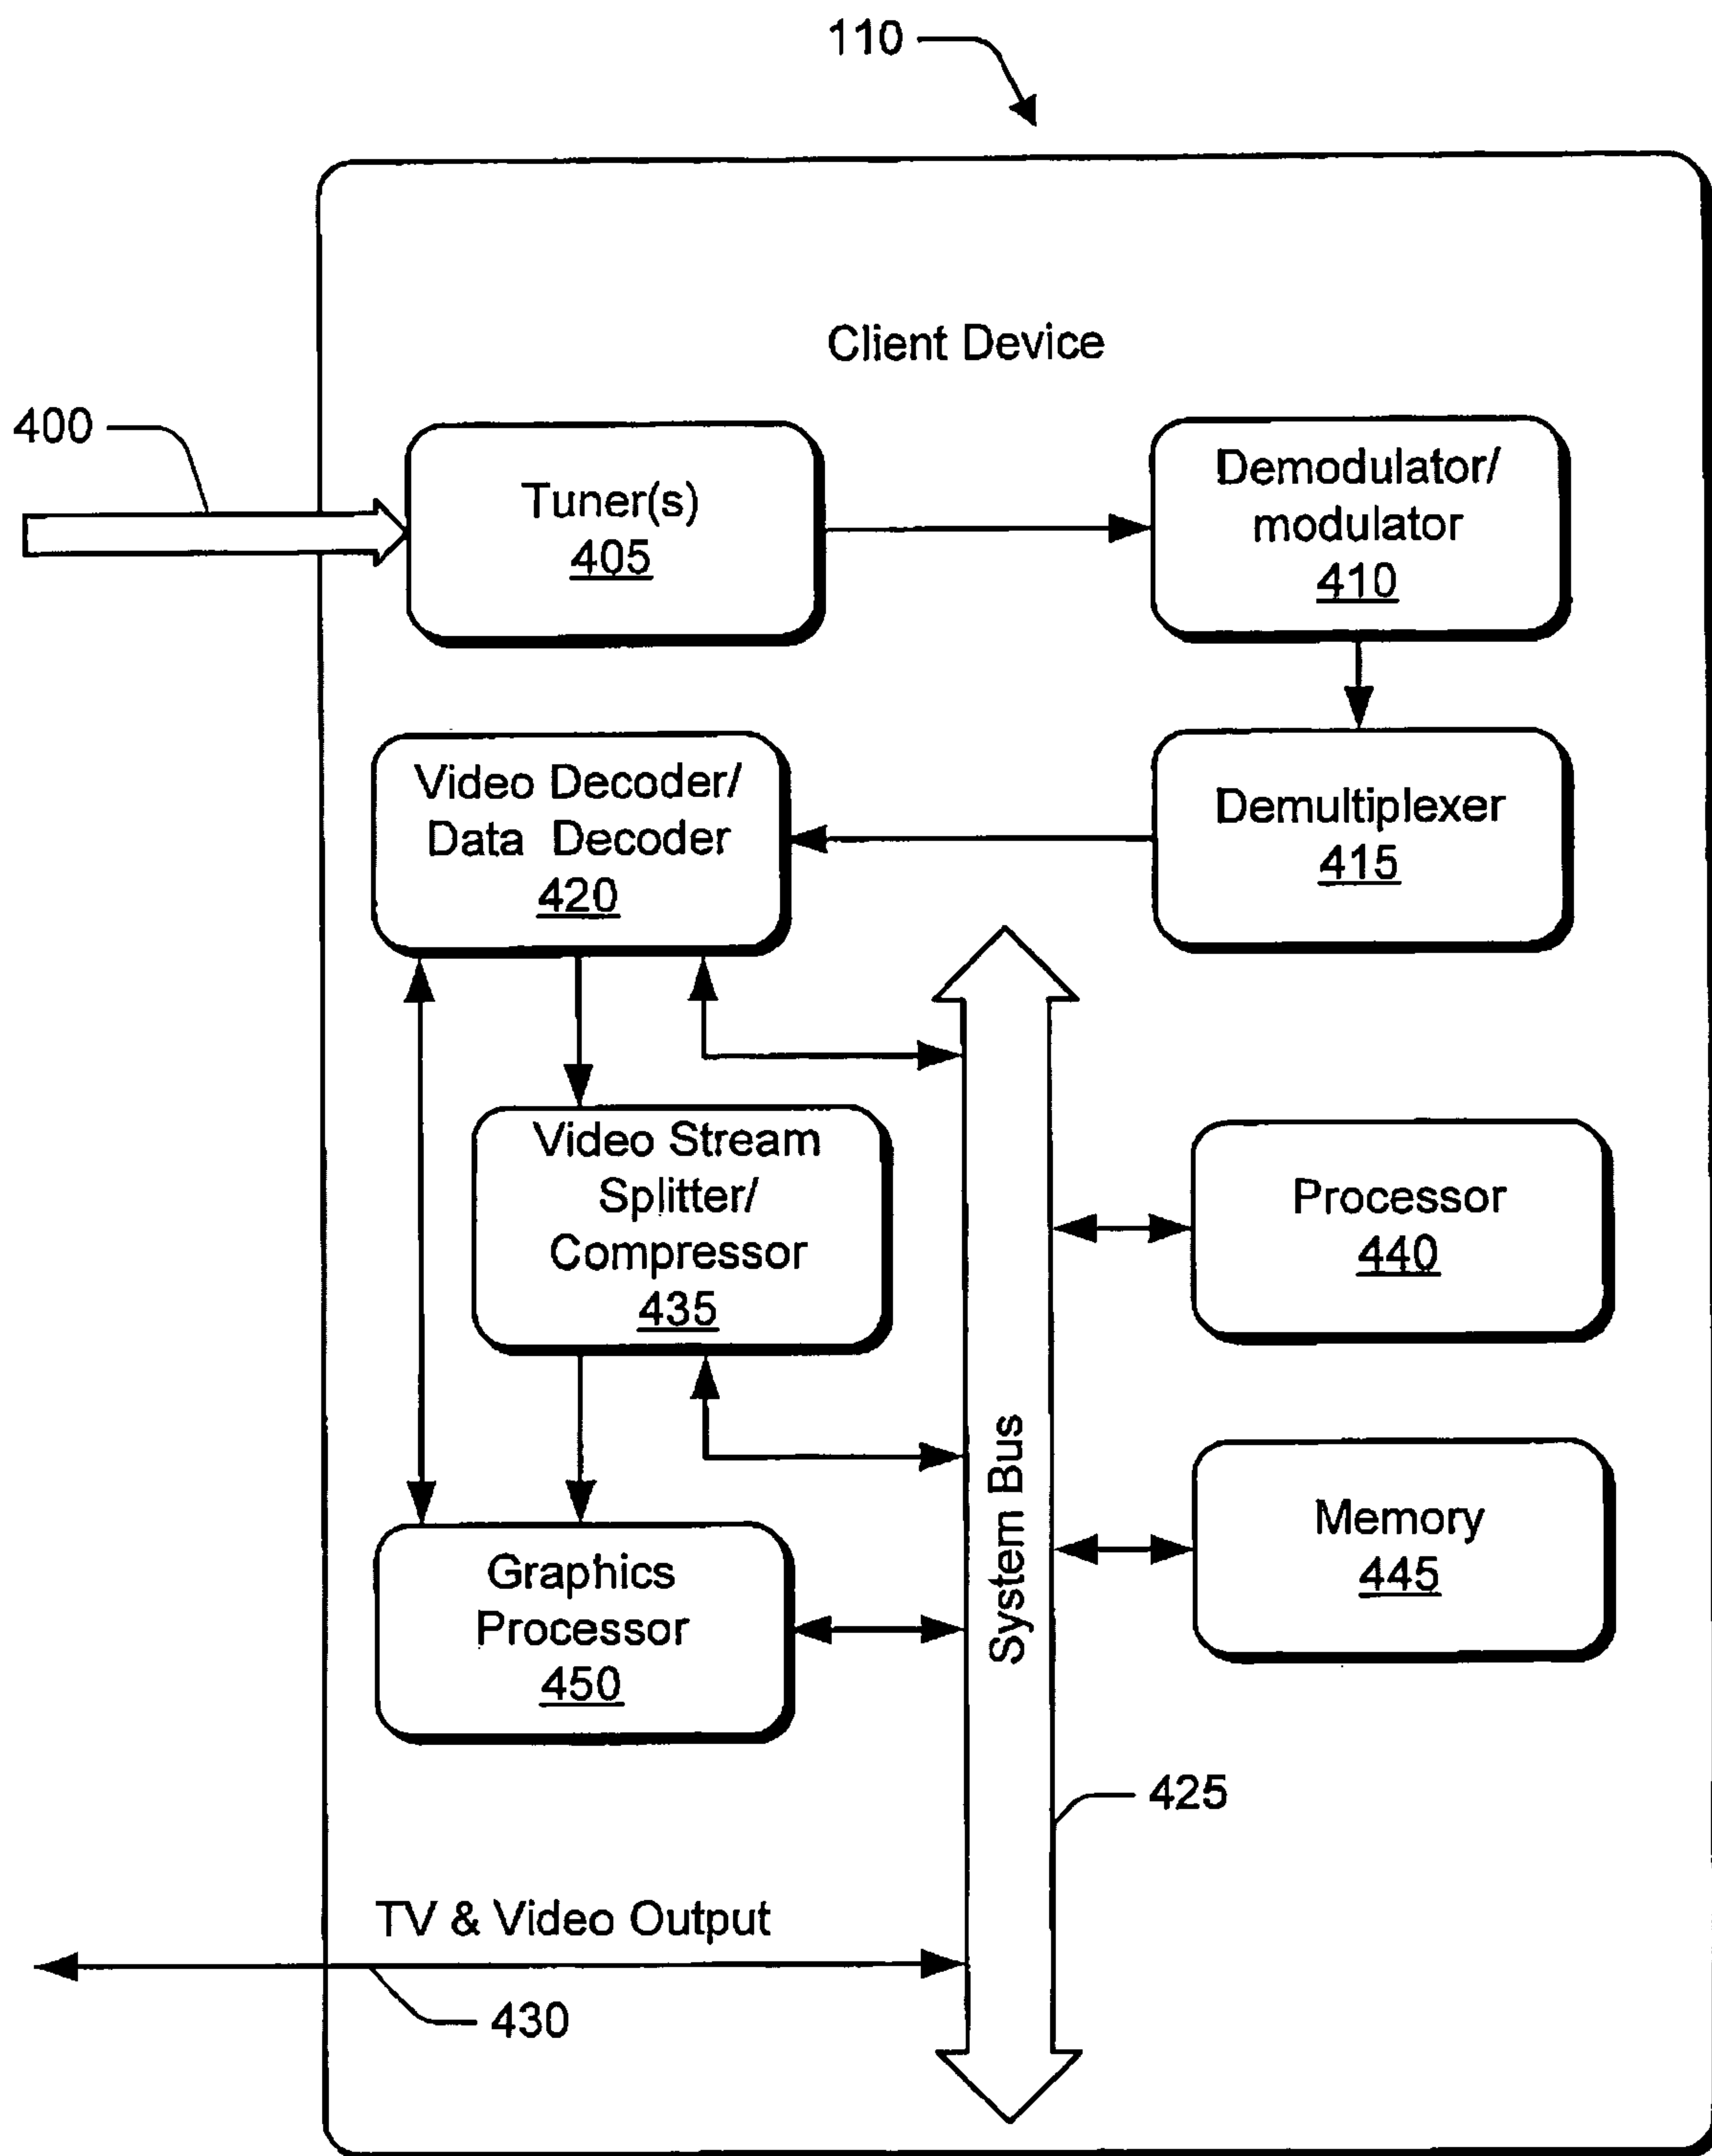 110
Client Device
400
Tuner(s)
405
Demodulator/
modulator
410
Video Decoder/
Data Decoder
420
Demultiplexer
415
Video Stream
Splitter/
Compressor
435
Processor
440
System Bus
Memory
445
Graphics
Processor
450
425
TV & Video Output
430